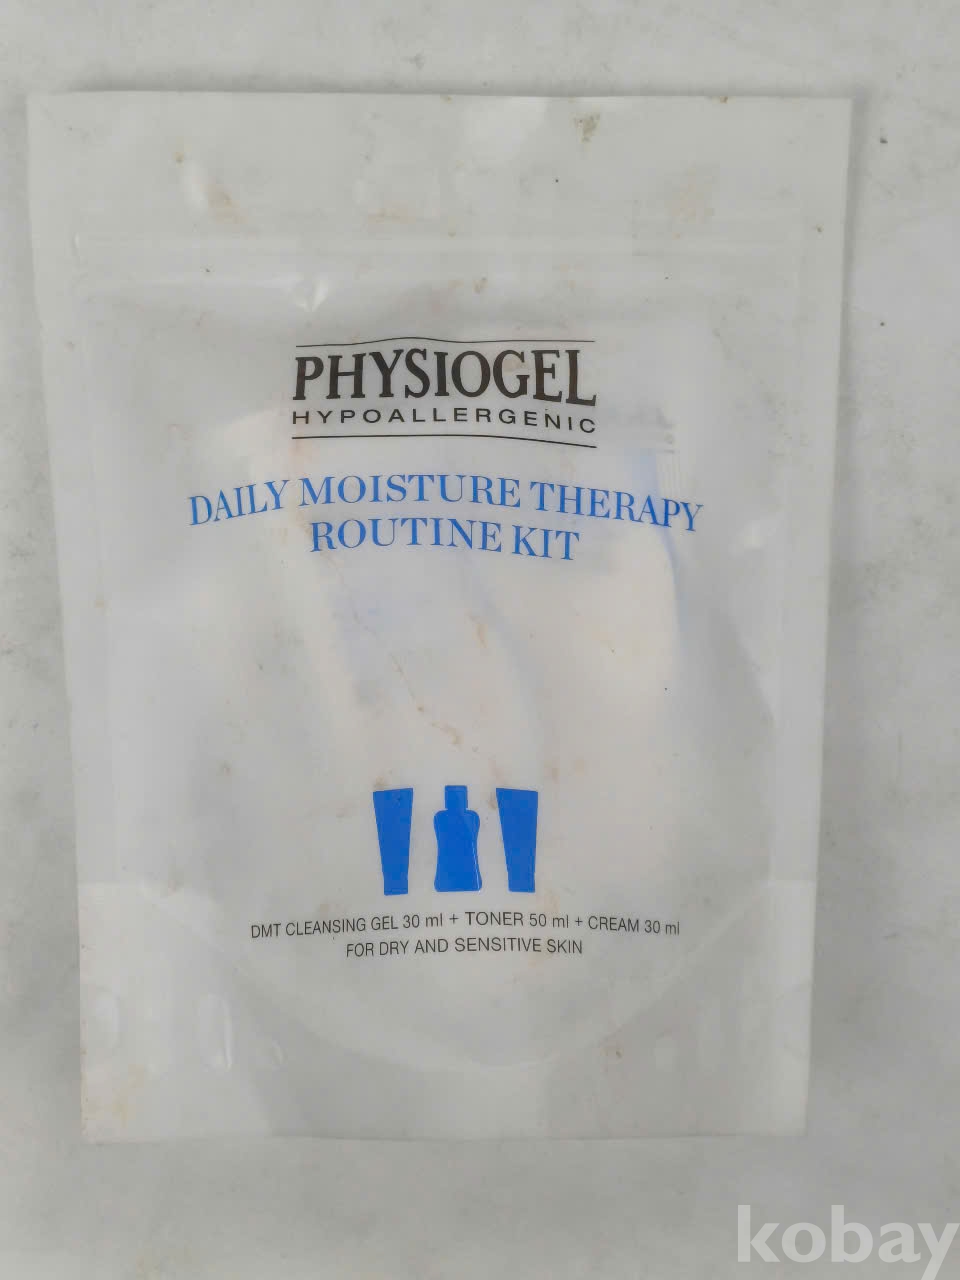 PHYSIOGEL
HYPOALLERGENIC
DAILY MOISTURE THERAPY
ROUTINE KIT
DMT CLEANSING GEL 30 ml + TONER 50 ml + CREAM 30 ml
FOR DRY AND SENSITIVE SKIN
kobay